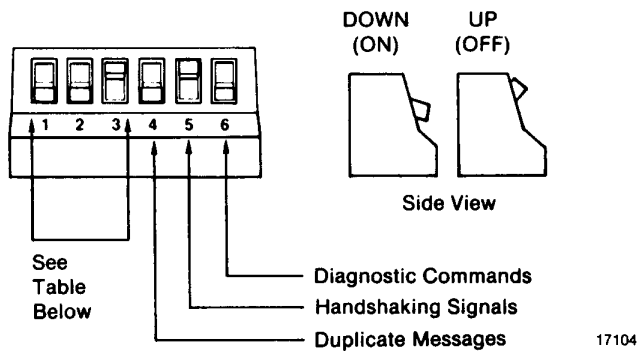 DOWN
(ON)
UP
(OFF)
1 2 3 4 5 6
Side View
See
Table
Below
Diagnostic Commands
Handshaking Signals
Duplicate Messages
17104